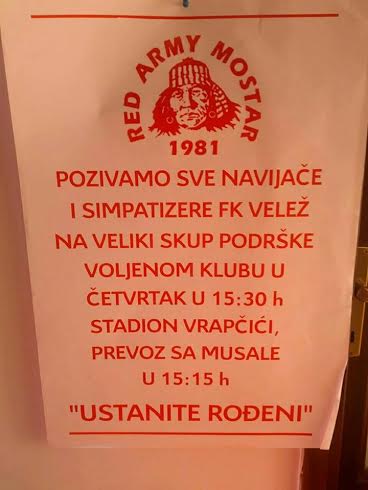 RED ARMY MOSTAR
1981
POZIVAMO SVE NAVIJAČE
I SIMPATIZERE FK VELEŽ
NA VELIKI SKUP PODRŠKE
VOLJENOM KLUBU U
ČETVRTAK U 15:30 h
STADION VRAPČIĆI,
PREVOZ SA MUSALE
U 15:15 h
"USTANITE ROĐENI"